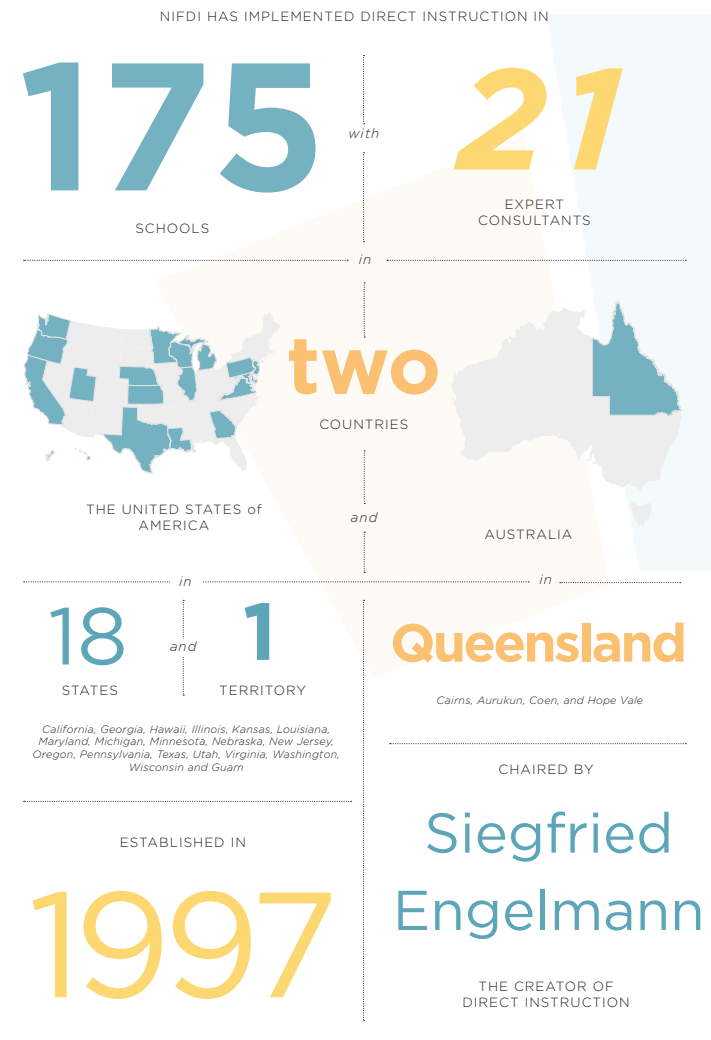 NIFDI HAS IMPLEMENTED DIRECT INSTRUCTION IN
175
SCHOOLS
with
21
EXPERT
CONSULTANTS
in
two
COUNTRIES
THE UNITED STATES of
AMERICA
and
AUSTRALIA
in
18
STATES
and
1
TERRITORY
California, Georgia, Hawaii, Illinois, Kansas, Louisiana,
Maryland, Michigan, Minnesota, Nebraska, New Jersey,
Oregon, Pennsylvania, Texas, Utah, Virginia, Washington,
Wisconsin and Guam
in
Queensland
Cairns, Aurukun, Coen, and Hope Vale
ESTABLISHED IN
1997
CHAIRED BY
Siegfried
Engelmann
THE CREATOR OF
DIRECT INSTRUCTION